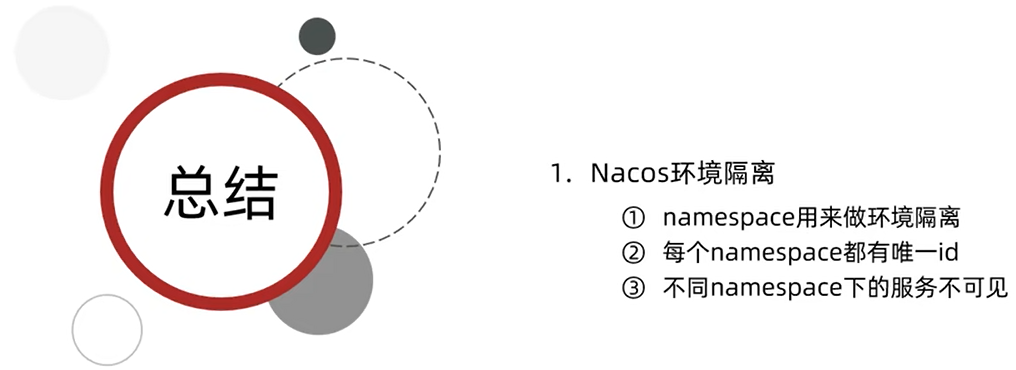 总结
1. Nacos环境隔离
① namespace用来做环境隔离
② 每个namespace都有唯一id
③ 不同namespace下的服务不可见